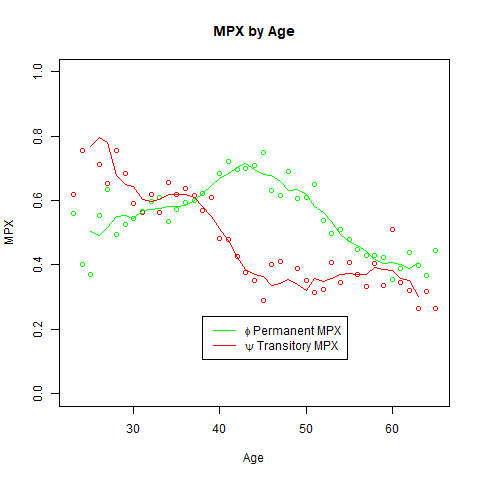 MPX by Age
MPX
1.0
0.8
0.6
0.4
0.2
0.0
ϕ Permanent MPX
ψ Transitory MPX
30 40 50 60
Age